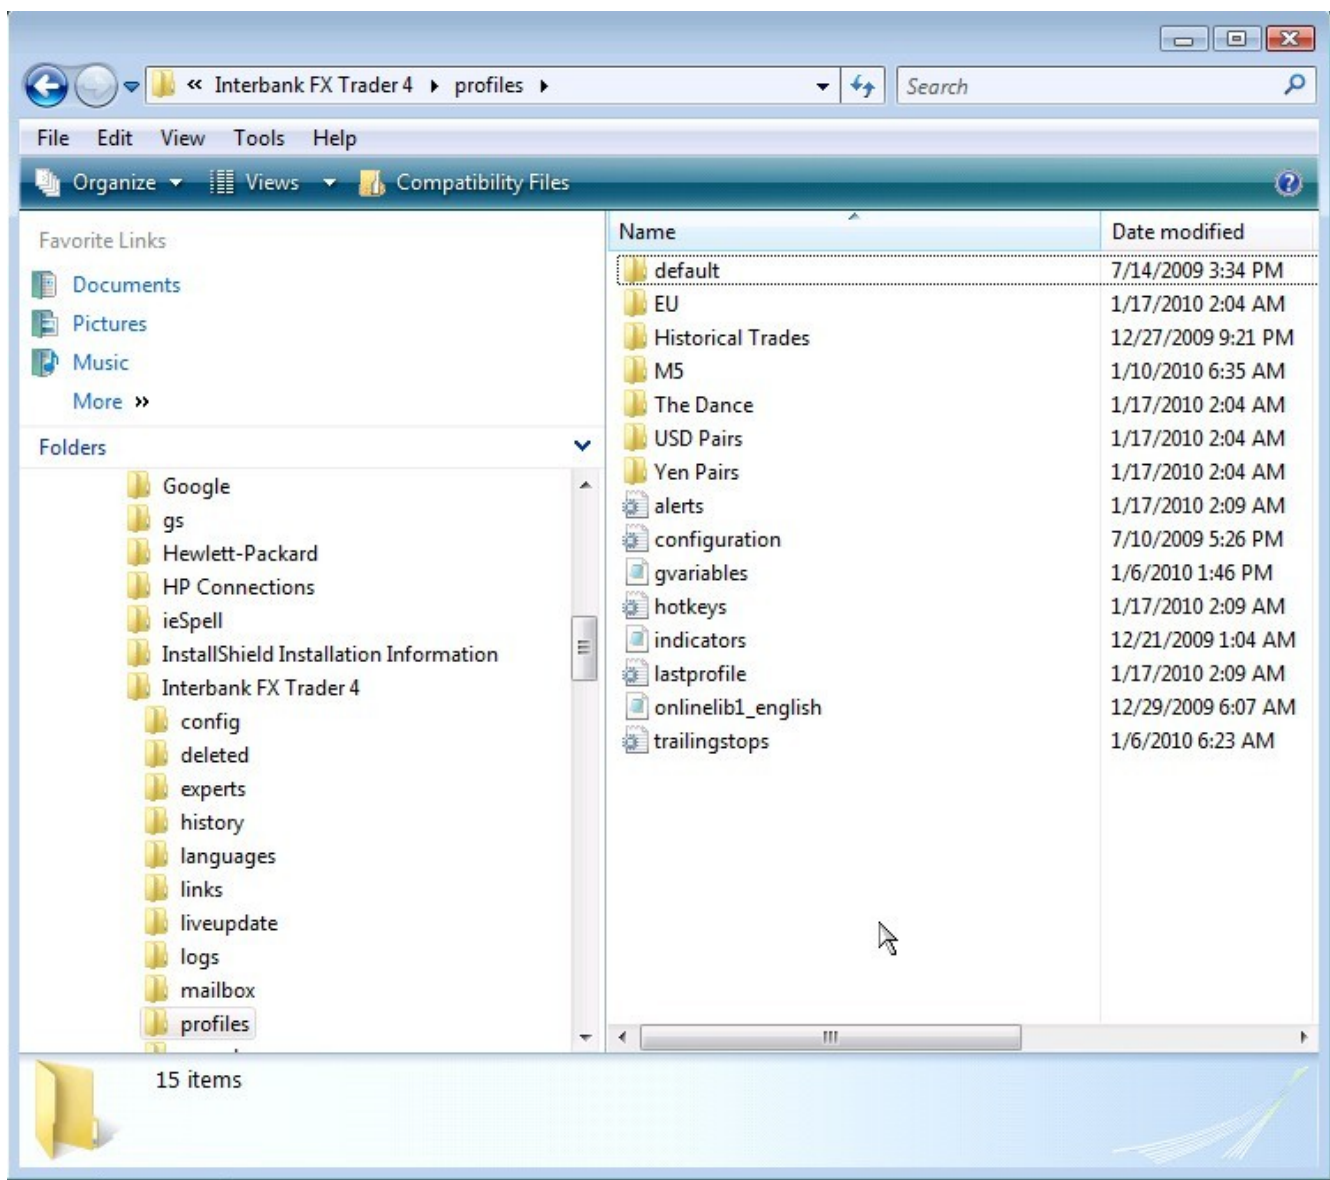 « Interbank FX Trader 4 profiles
Search
File Edit View Tools Help
Organize Views Compatibility Files
Favorite Links
Documents
Pictures
Music
More »
Folders
Google
gs
Hewlett-Packard
HP Connections
ieSpell
InstallShield Installation Information
Interbank FX Trader 4
config
deleted
experts
history
languages
links
liveupdate
logs
mailbox
profiles
Name Date modified
default 7/14/2009 3:34 PM
EU 1/17/2010 2:04 AM
Historical Trades 12/27/2009 9:21 PM
M5 1/10/2010 6:35 AM
The Dance 1/17/2010 2:04 AM
USD Pairs 1/17/2010 2:04 AM
Yen Pairs 1/17/2010 2:04 AM
alerts 1/17/2010 2:09 AM
configuration 7/10/2009 5:26 PM
gvariables 1/6/2010 1:46 PM
hotkeys 1/17/2010 2:09 AM
indicators 12/21/2009 1:04 AM
lastprofile 1/17/2010 2:09 AM
onlinelib1_english 12/29/2009 6:07 AM
trailingstops 1/6/2010 6:23 AM
15 items